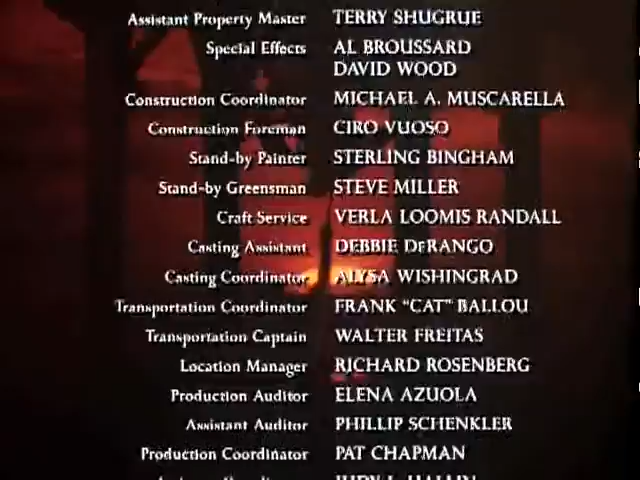 Assistant Property Master TERRY SHUGRUE
Special Effects AL BROUSSARD
DAVID WOOD
Construction Coordinator MICHAEL A. MUSCARELLA
Construction Foreman CIRO VUOSO
Stand-by Painter STERLING BINGHAM
Stand-by Greensman STEVE MILLER
Craft Service VERLA LOOMIS RANDALL
Casting Assistant DEBBIE DeRANGO
Casting Coordinator ALYSA WISHINGRAD
Transportation Coordinator FRANK “CAT” BALLOU
Transportation Captain WALTER FREITAS
Location Manager RICHARD ROSENBERG
Production Auditor ELENA AZUOLA
Assistant Auditor PHILLIP SCHENKLER
Production Coordinator PAT CHAPMAN